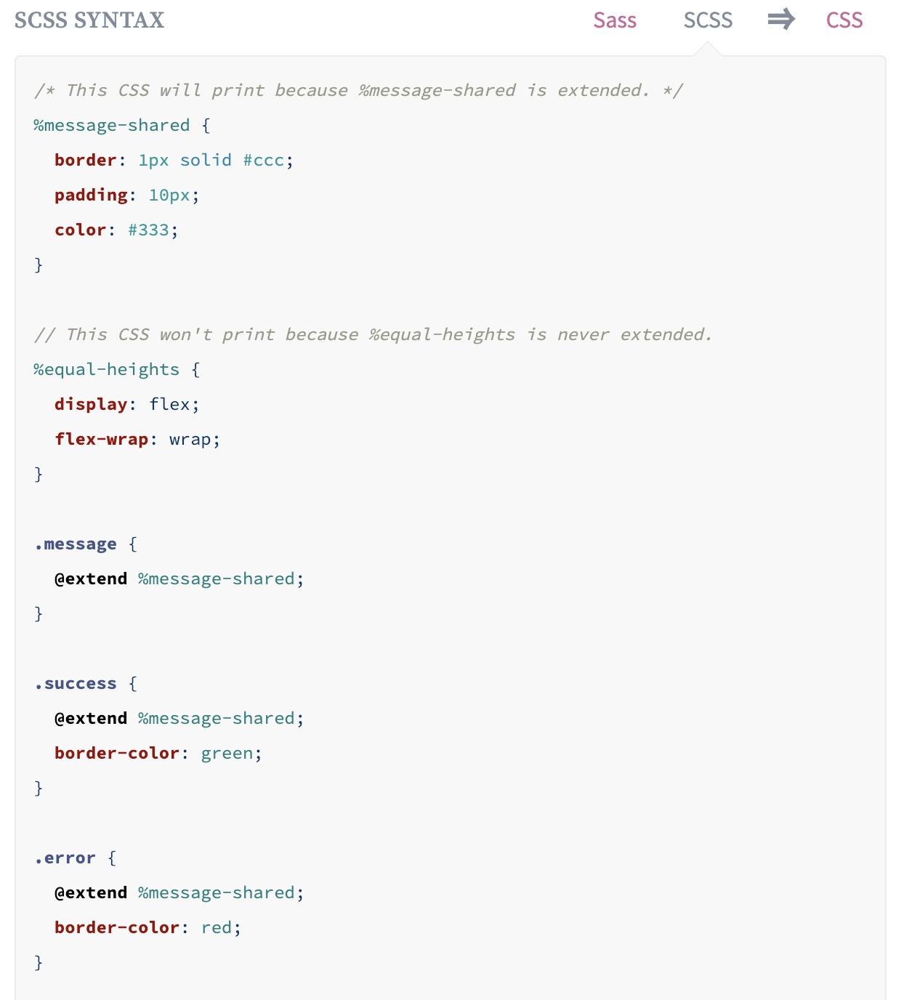 SCSS SYNTAX Sass SCSS ⇒ CSS
/* This CSS will print because %message-shared is extended. */
%message-shared {
  border: 1px solid #ccc;
  padding: 10px;
  color: #333;
}
// This CSS won't print because %equal-heights is never extended.
%equal-heights {
  display: flex;
  flex-wrap: wrap;
}
.message {
  @extend %message-shared;
}
.success {
  @extend %message-shared;
  border-color: green;
}
.error {
  @extend %message-shared;
  border-color: red;
}